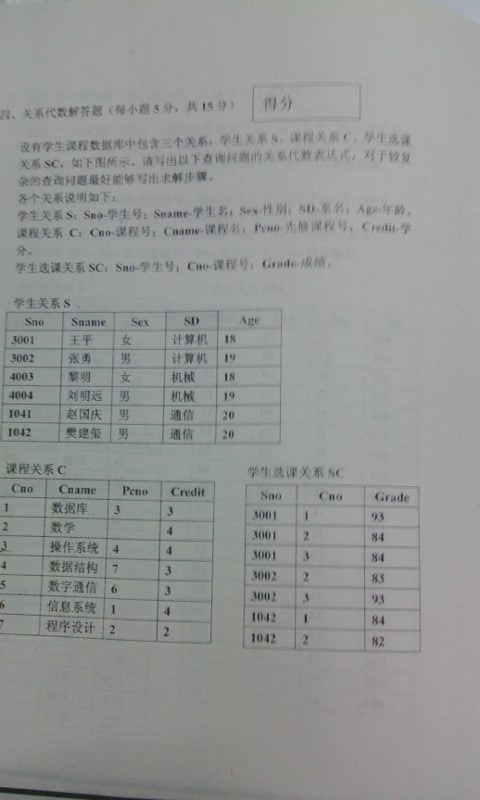 四、关系代数解答题（每小题5分，共15分） 得分
设有学生课程数据库中包含三个关系：学生关系S、课程关系C、学生选课
关系SC，如下图所示。请写出以下查询问题的关系代数表达式，对于较复
杂的查询问题最好能够写出求解步骤。
各个关系说明如下：
学生关系S：Sno-学生号；Sname-学生名；Sex-性别；SD-系名；Age-年龄。
课程关系 C：Cno-课程号；Cname-课程名；Pcno-先修课程号；Credit-学
分。
学生选课关系SC：Sno-学生号；Cno-课程号；Grade-成绩。
学生关系S
Sno Sname Sex SD Age
3001 王平 女 计算机 18
3002 张勇 男 计算机 19
4003 黎明 女 机械 18
4004 刘明远 男 机械 19
1041 赵国庆 男 通信 20
1042 樊建玺 男 通信 20
课程关系C
Cno Cname Pcno Credit
1 数据库 3 3
2 数学 4
3 操作系统 4 4
4 数据结构 7 3
5 数字通信 6 3
6 信息系统 1 4
7 程序设计 2 2
学生选课关系SC
Sno Cno Grade
3001 1 93
3001 2 84
3001 3 84
3002 2 83
3002 3 93
1042 1 84
1042 2 82